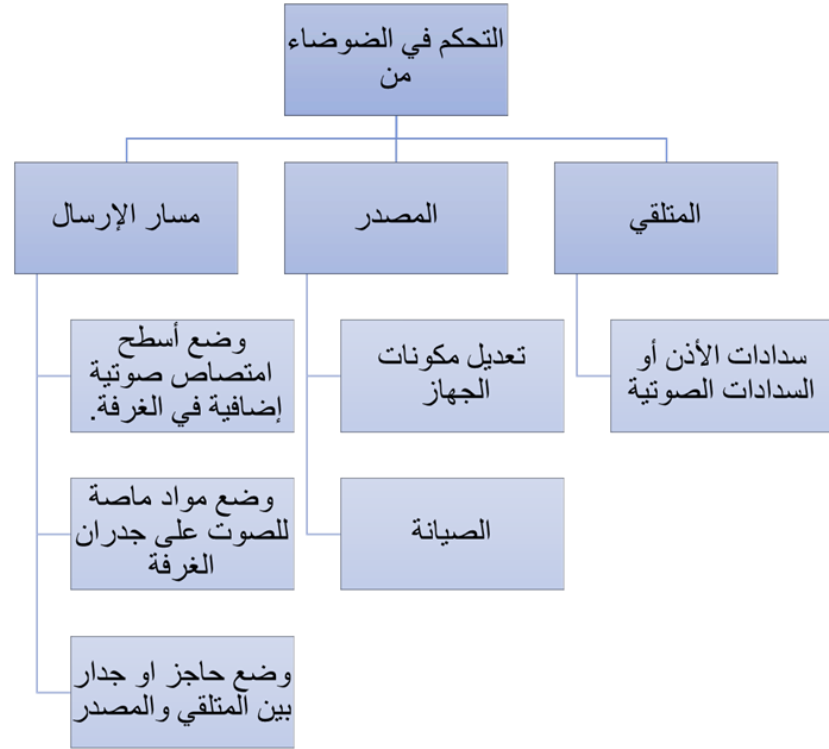 التحكم في الضوضاء
من
المتلقي
المصدر
مسار الإرسال
سدادات الأذن أو
السدادات الصوتية
تعديل مكونات
الجهاز
الصيانة
وضع أسطح
امتصاص صوتية
إضافية في الغرفة.
وضع مواد ماصة
للصوت على جدران
الغرفة
وضع حاجز او جدار
بين المتلقي والمصدر